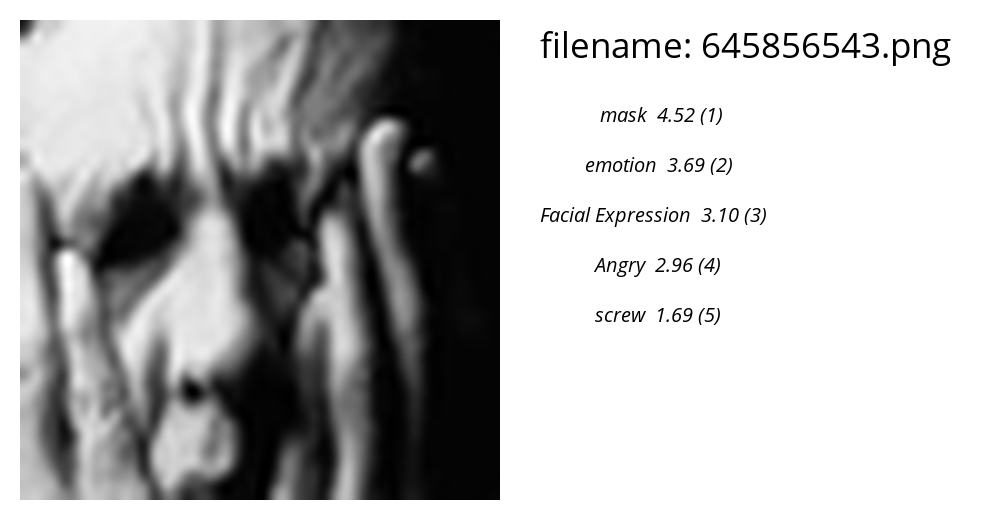 filename: 645856543.png
mask 4.52 (1)
emotion 3.69 (2)
Facial Expression 3.10 (3)
Angry 2.96 (4)
screw 1.69 (5)